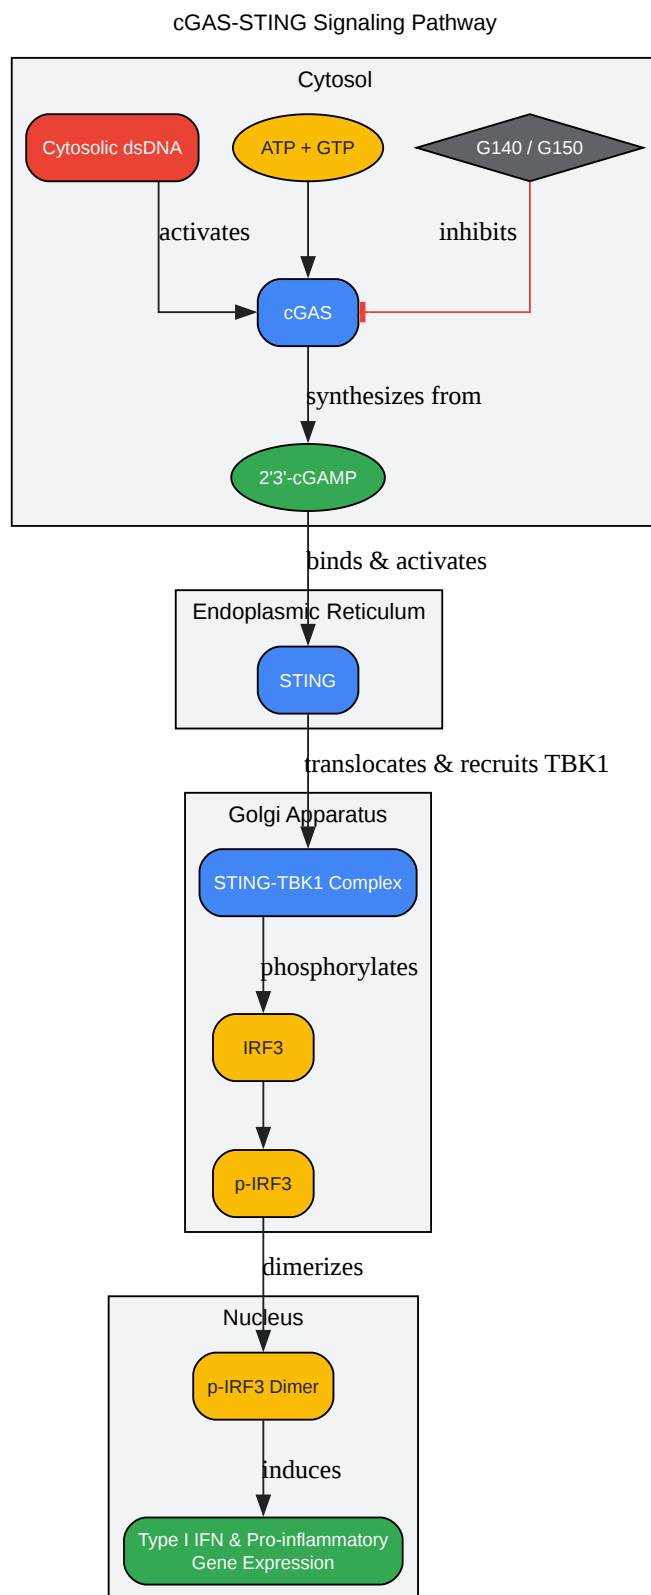 cGAS-STING Signaling Pathway
Cytosol
Cytosolic dsDNA
ATP + GTP
G140 / G150
activates
inhibits
cGAS
synthesizes from
2'3'-cGAMP
binds & activates
Endoplasmic Reticulum
STING
translocates & recruits TBK1
Golgi Apparatus
STING-TBK1 Complex
phosphorylates
IRF3
p-IRF3
dimerizes
Nucleus
p-IRF3 Dimer
induces
Type I IFN & Pro-inflammatory
Gene Expression